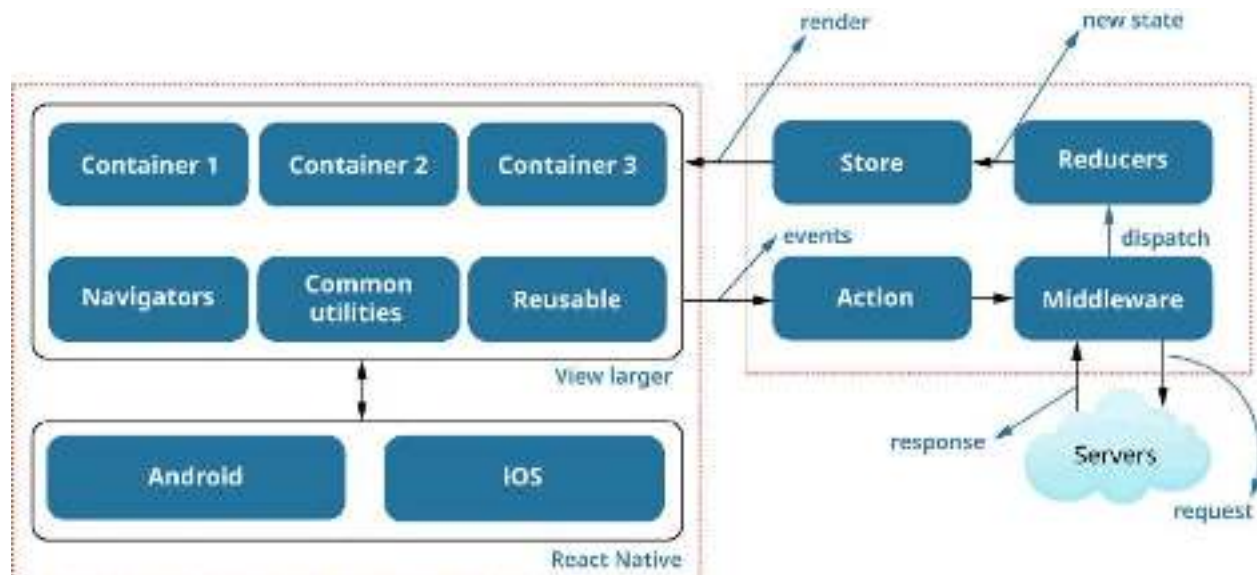 render
new state
Container 1
Container 2
Container 3
Store
Reducers
events
dispatch
Navigators
Common
utilities
Reusable
Action
Middleware
View larger
response
Servers
Android
iOS
request
React Native